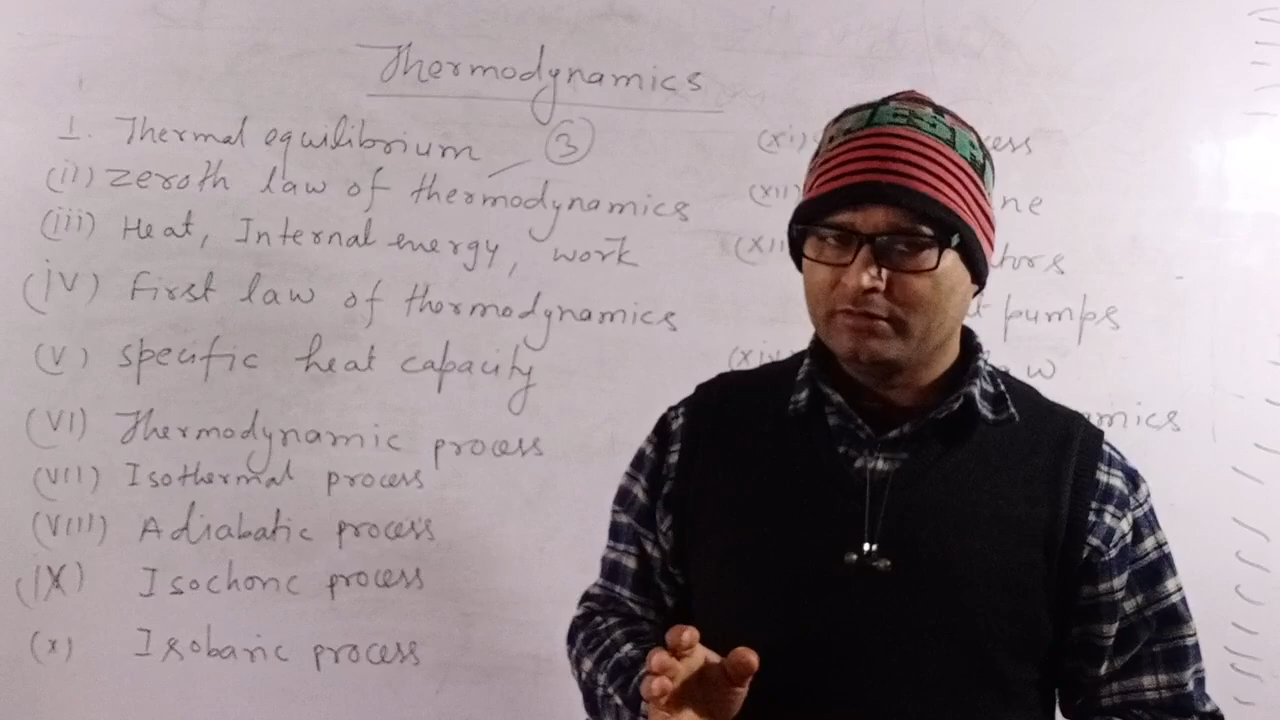 Thermodynamics
1. Thermal equilibrium
③
(ii) zeroth law of thermodynamics
(iii) Heat, Internal energy, work
(iv) first law of thermodynamics
(v) specific heat capacity
(VI) Thermodynamic process
(VII) Isothermal process
(VIII) Adiabatic process
(IX) Isochoric process
(x) Isobaric process
(xi)
(xii)
pumps